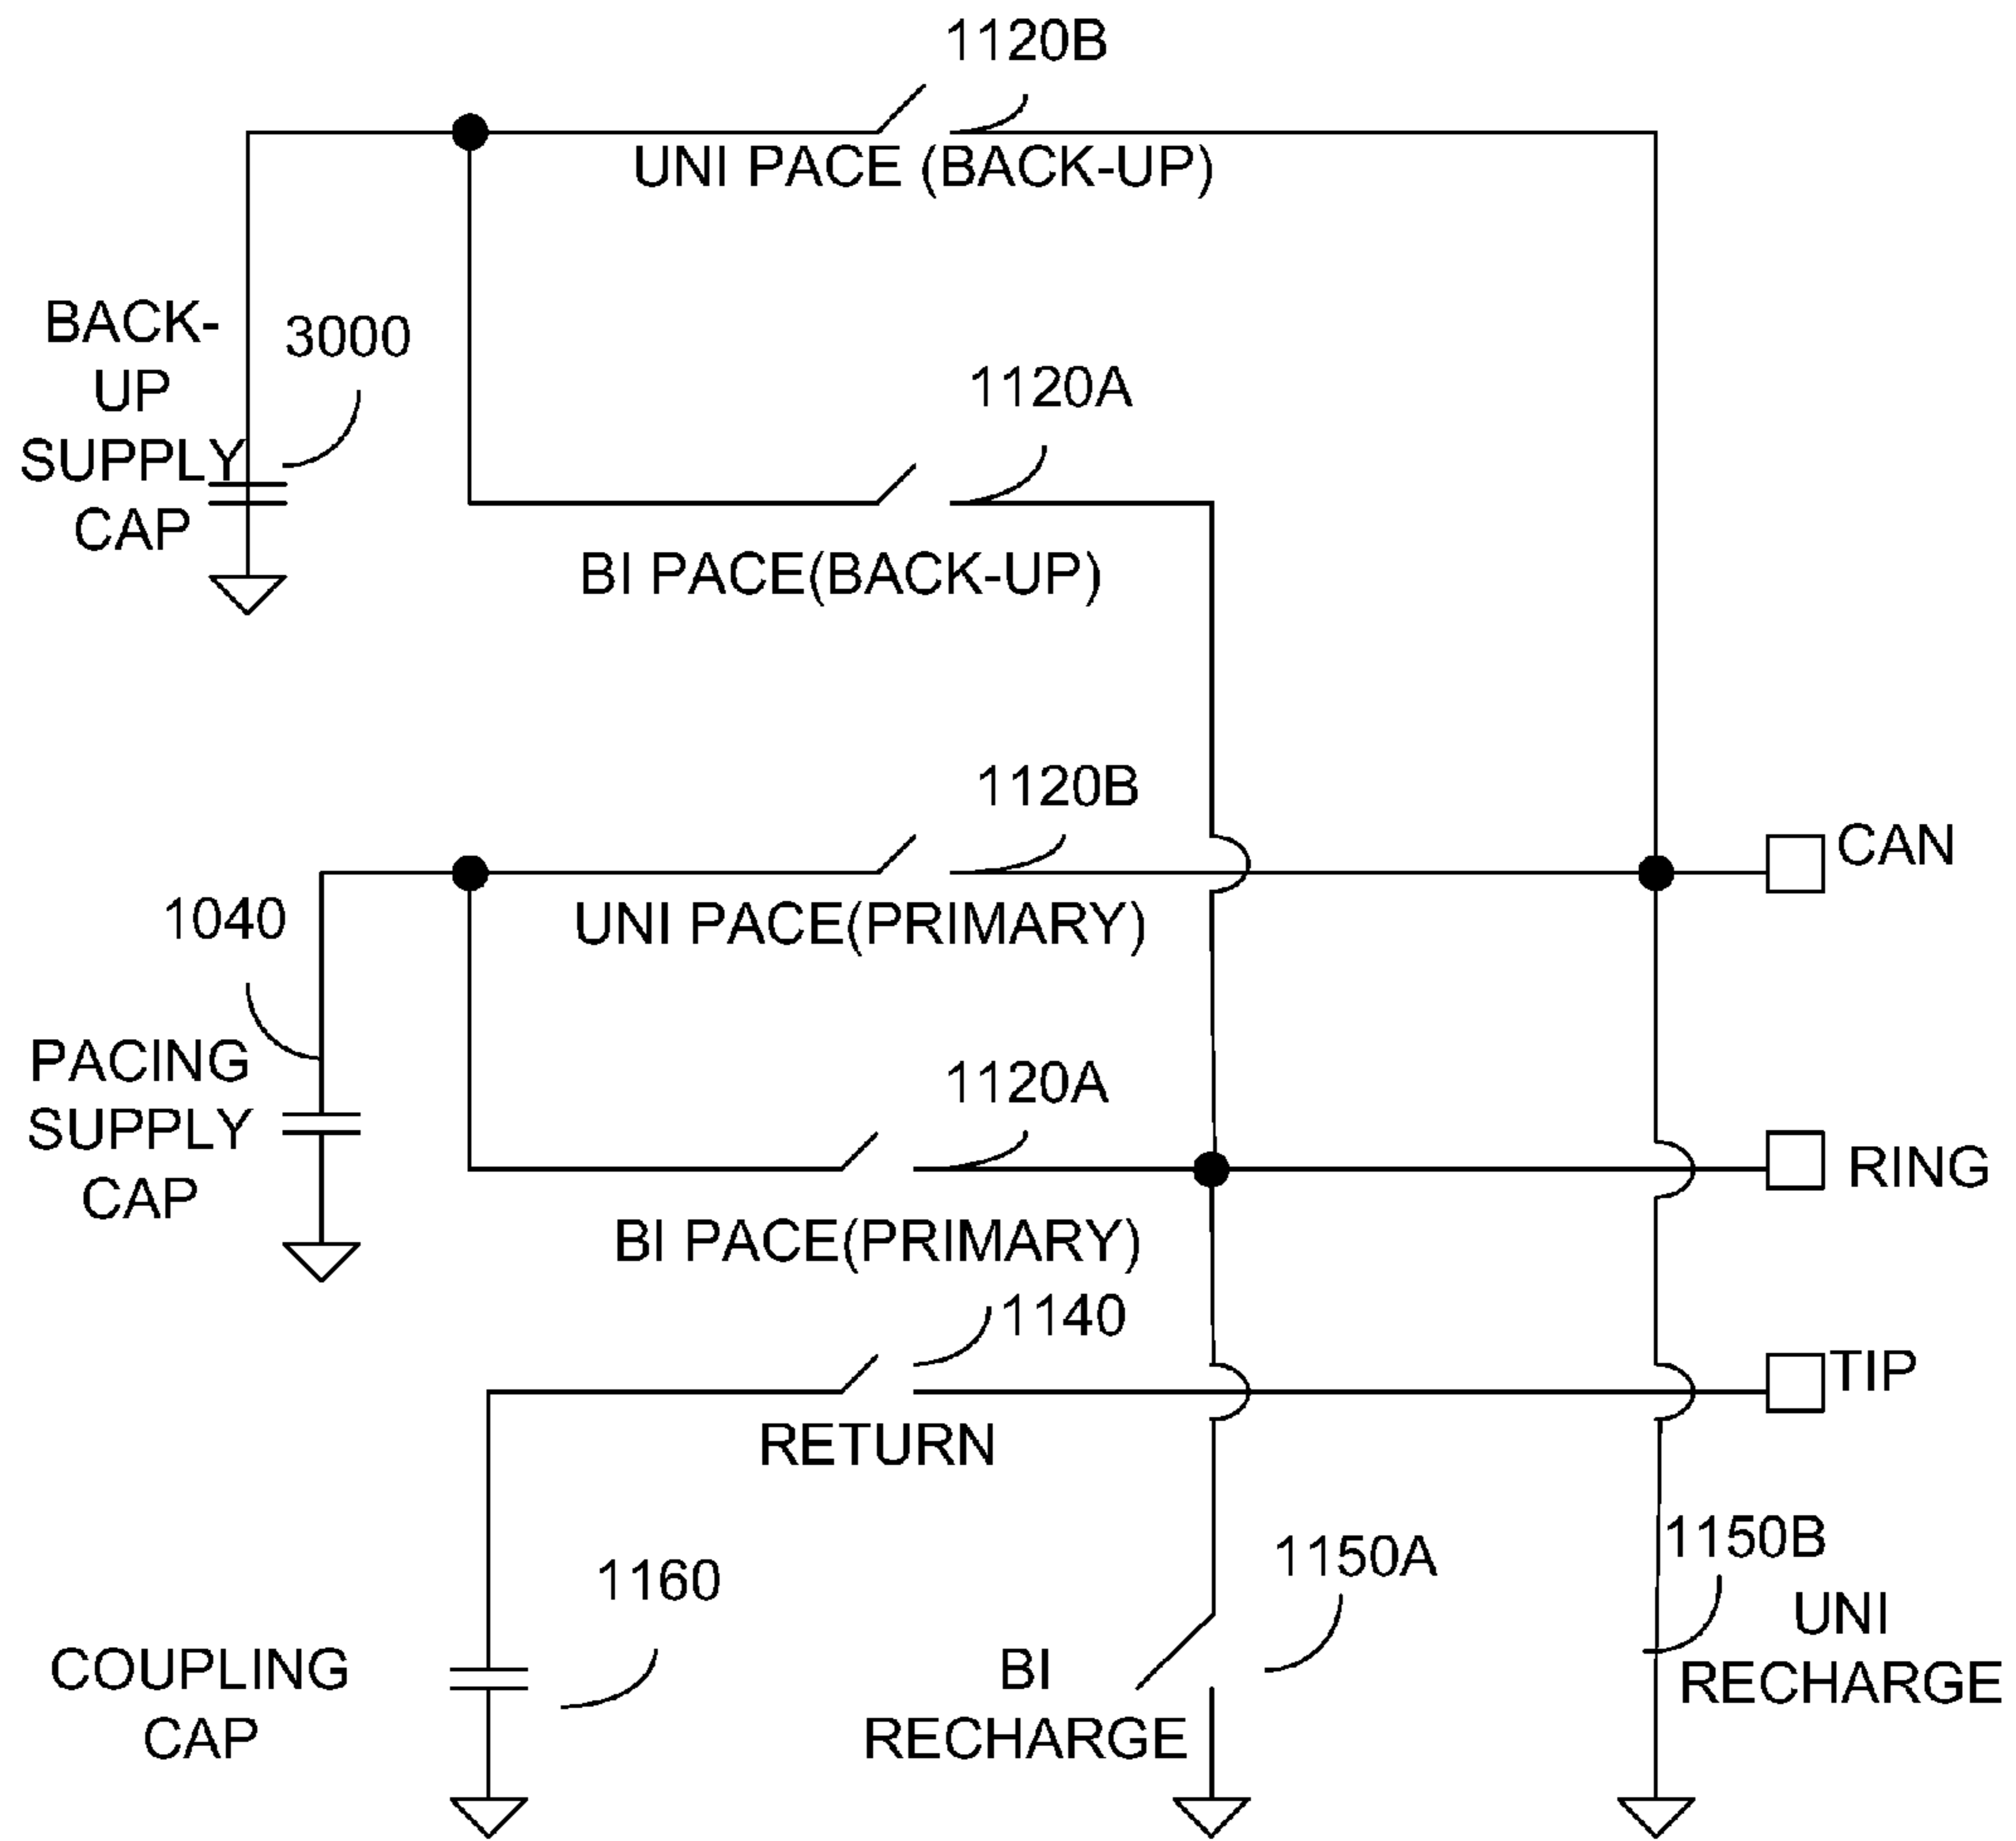 1120B
UNI PACE (BACK-UP)
BACK-
UP
SUPPLY
CAP
3000
1120A
BI PACE(BACK-UP)
1120B
CAN
UNI PACE(PRIMARY)
1040
PACING
SUPPLY
CAP
1120A
RING
BI PACE(PRIMARY)
1140
TIP
RETURN
1160
COUPLING
CAP
1150A
BI
RECHARGE
1150B
UNI
RECHARGE